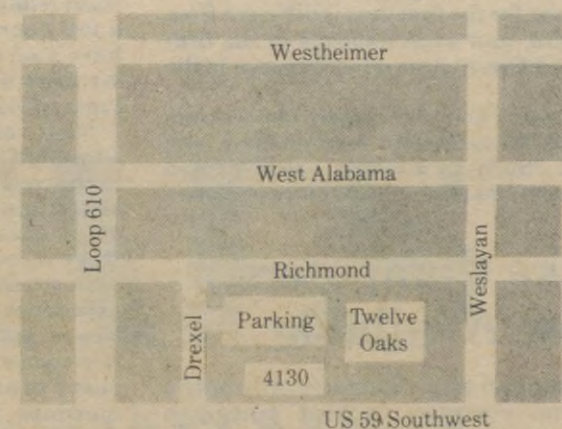 Westheimer
West Alabama
Loop 610
Weslayan
Richmond
Drexel
Parking
Twelve
Oaks
4130
US 59 Southwest